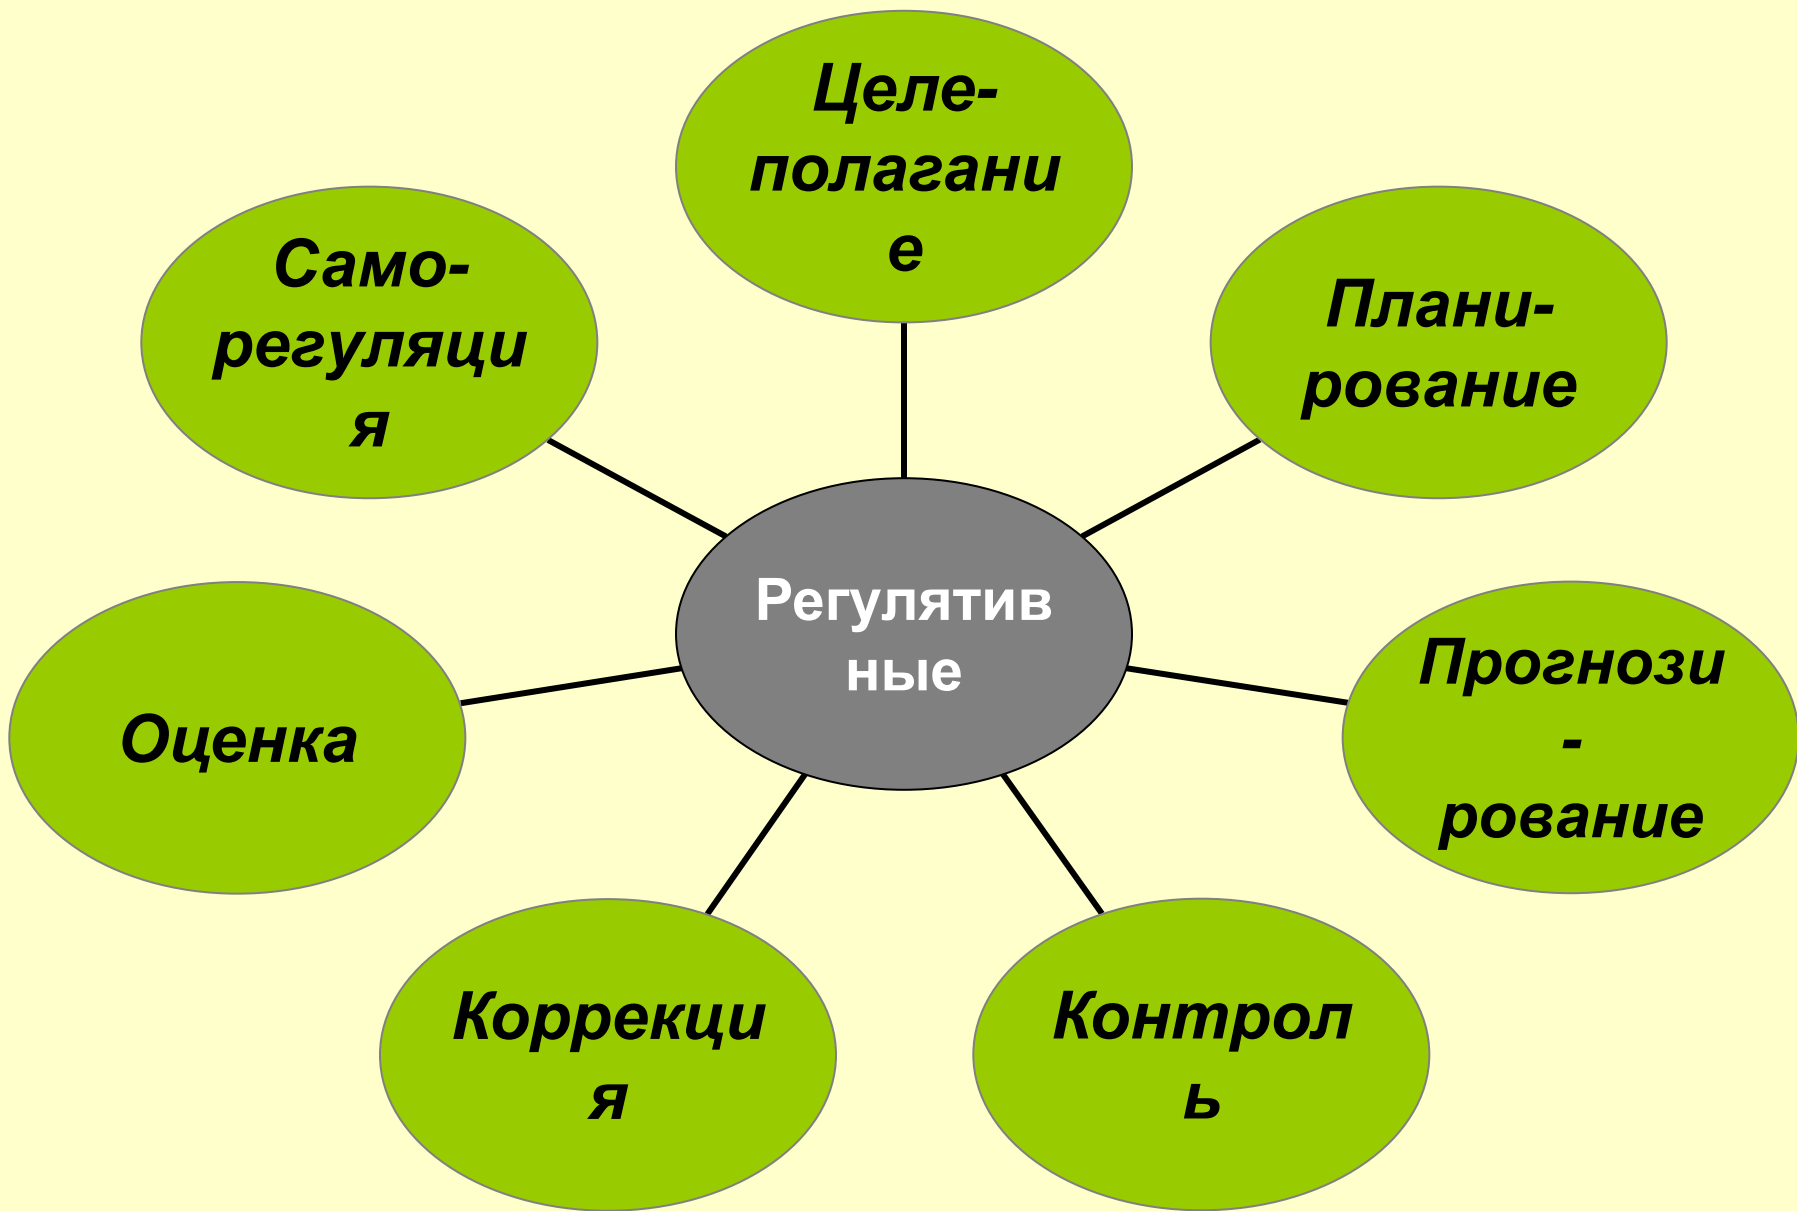 Целе-
полагани
е
Само-
регуляци
я
Плани-
рование
Регулятив
ные
Прогнози
-
рование
Оценка
Коррекци
я
Контрол
ь